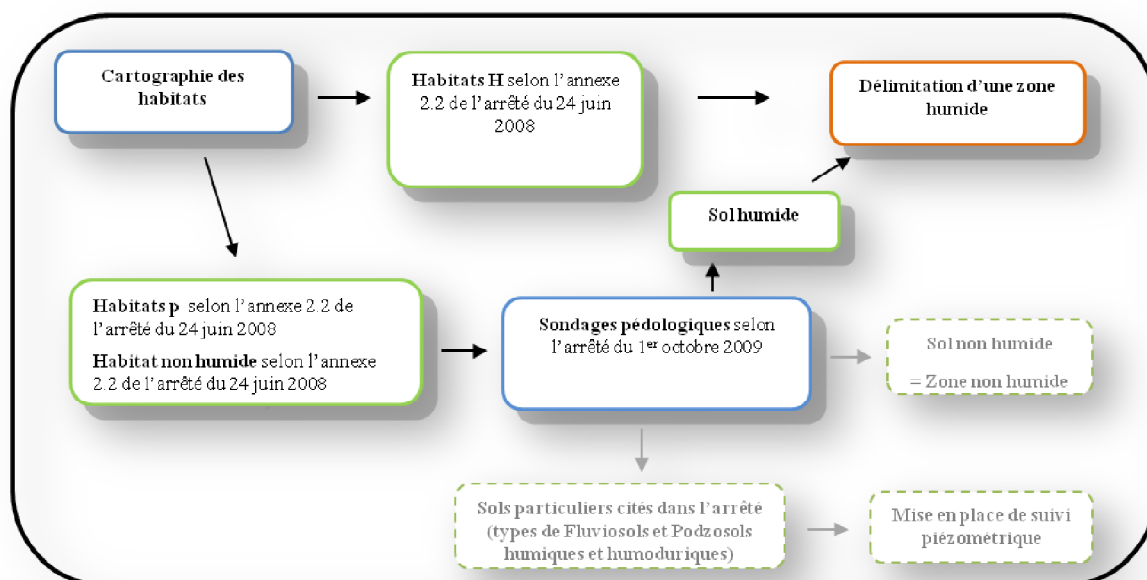 Cartographie des
habitats
Habitats H selon l'annexe
2.2 de l'arrêté du 24 juin
2008
Délimitation d'une zone
humide
Sol humide
Habitats p selon l'annexe 2.2 de
l'arrêté du 24 juin 2008
Habitat non humide selon l'annexe
2.2 de l'arrêté du 24 juin 2008
Sondages pédologiques selon
l'arrêté du 1er octobre 2009
Sol non humide
= Zone non humide
Sols particuliers cités dans l'arrêté
(types de Fluviosols et Podzosols
humiques et humoduriques)
Mise en place de suivi
piézométrique